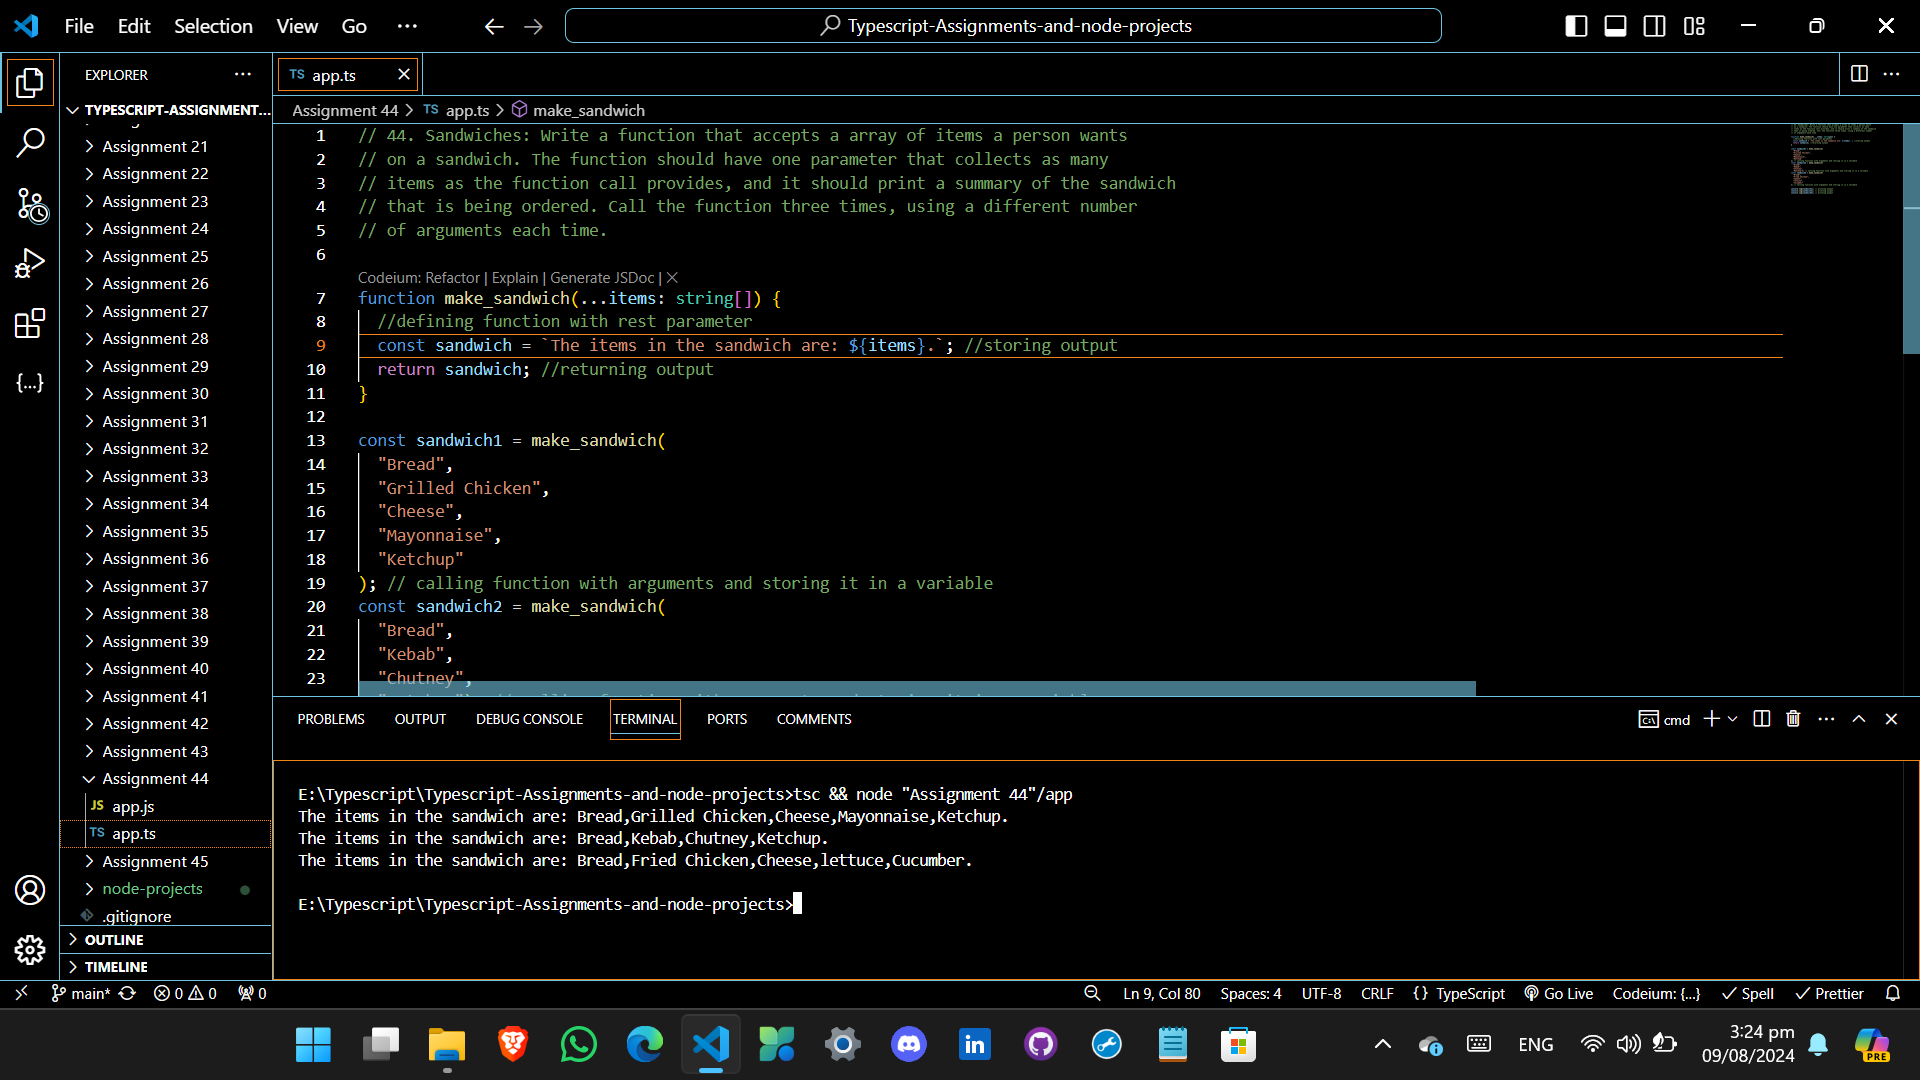 File Edit Selection View Go ···
Typescript-Assignments-and-node-projects
EXPLORER ···
TYPESCRIPT-ASSIGNMENT...
Assignment 21
Assignment 22
Assignment 23
Assignment 24
Assignment 25
Assignment 26
Assignment 27
Assignment 28
Assignment 29
Assignment 30
Assignment 31
Assignment 32
Assignment 33
Assignment 34
Assignment 35
Assignment 36
Assignment 37
Assignment 38
Assignment 39
Assignment 40
Assignment 41
Assignment 42
Assignment 43
Assignment 44
JS app.js
TS app.ts
Assignment 45
node-projects
.gitignore
OUTLINE
TIMELINE
TS app.ts
Assignment 44 > TS app.ts > make_sandwich
1 // 44. Sandwiches: Write a function that accepts a array of items a person wants
2 // on a sandwich. The function should have one parameter that collects as many
3 // items as the function call provides, and it should print a summary of the sandwich
4 // that is being ordered. Call the function three times, using a different number
5 // of arguments each time.
6
Codeium: Refactor | Explain | Generate JSDoc | X
7 function make_sandwich(...items: string[]) {
8 //defining function with rest parameter
9 const sandwich = `The items in the sandwich are: ${items}.`; //storing output
10 return sandwich; //returning output
11 }
12
13 const sandwich1 = make_sandwich(
14 "Bread",
15 "Grilled Chicken",
16 "Cheese",
17 "Mayonnaise",
18 "Ketchup"
19 ); // calling function with arguments and storing it in a variable
20 const sandwich2 = make_sandwich(
21 "Bread",
22 "Kebab",
23 "Chutney",
PROBLEMS OUTPUT DEBUG CONSOLE TERMINAL PORTS COMMENTS
cmd
E:\Typescript\Typescript-Assignments-and-node-projects>tsc && node "Assignment 44"/app
The items in the sandwich are: Bread,Grilled Chicken,Cheese,Mayonnaise,Ketchup.
The items in the sandwich are: Bread,Kebab,Chutney,Ketchup.
The items in the sandwich are: Bread,Fried Chicken,Cheese,lettuce,Cucumber.
E:\Typescript\Typescript-Assignments-and-node-projects>
main* 0 0 0
Ln 9, Col 80 Spaces: 4 UTF-8 CRLF {} TypeScript Go Live Codeium: {...} Spell Prettier
ENG
3:24 pm
09/08/2024
PRE